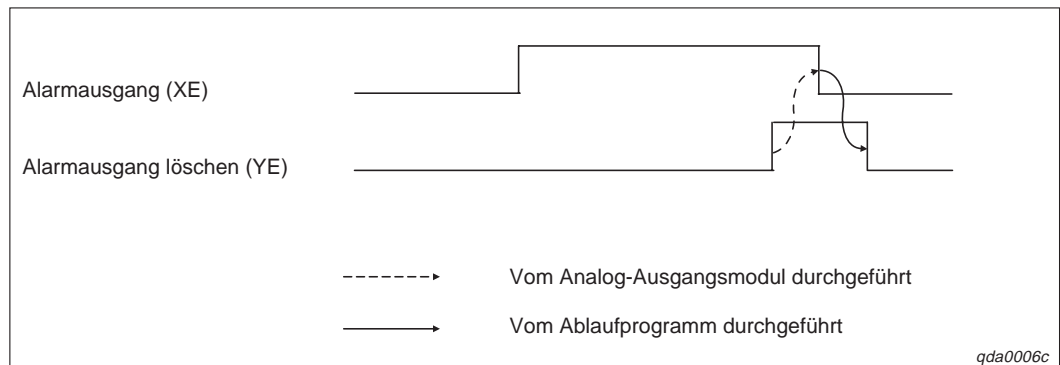 Alarmausgang (XE)
Alarmausgang löschen (YE)
Vom Analog-Ausgangsmodul durchgeführt
Vom Ablaufprogramm durchgeführt
qda0006c